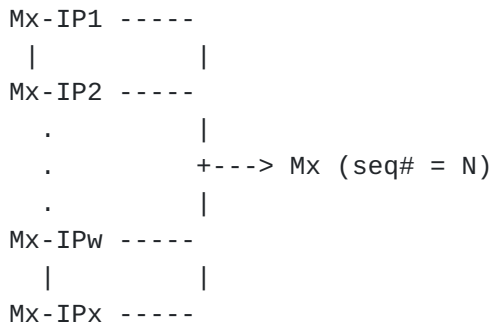 Mx-IP1 -----
 |         |
Mx-IP2 -----
  .        |
  .        +---> Mx (seq# = N)
  .        |
Mx-IPw -----
  |        |
Mx-IPx -----